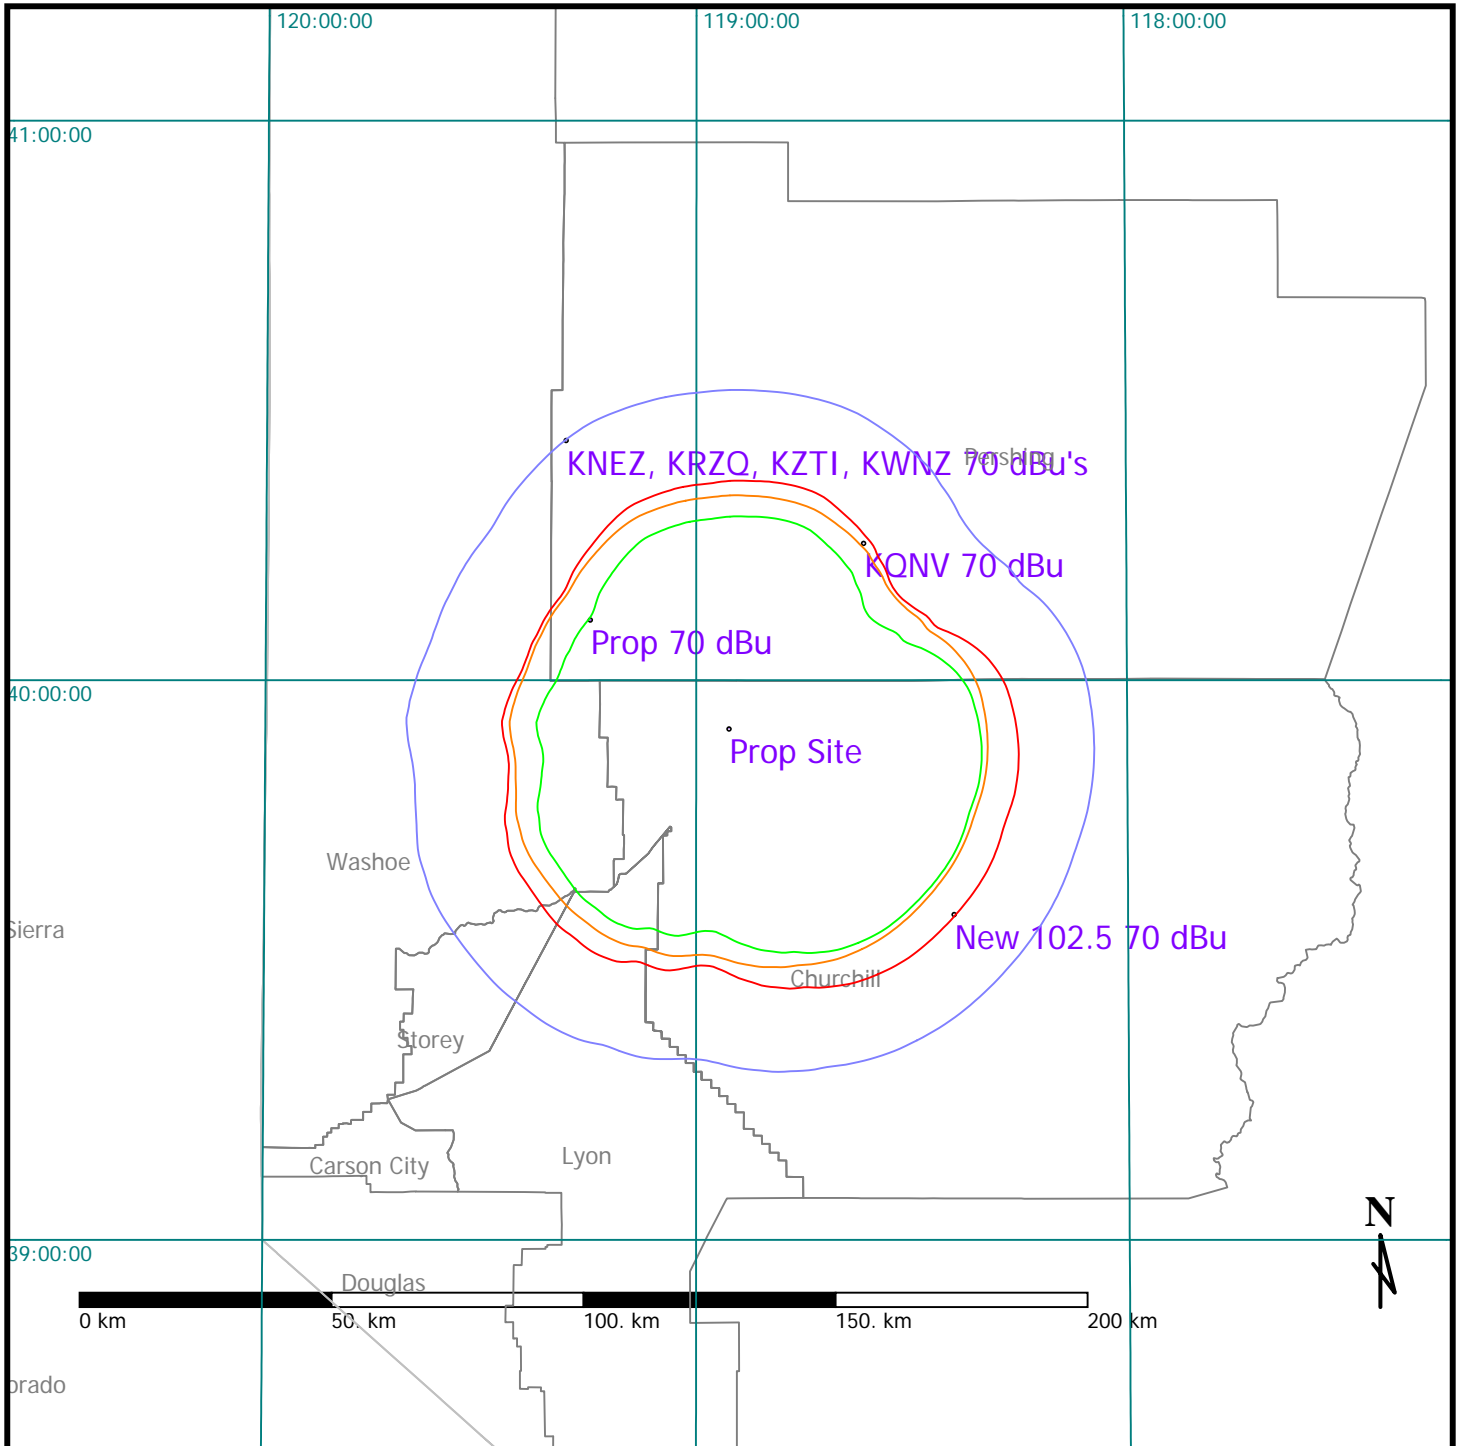 120:00:00
119:00:00
118:00:00
41:00:00
Pershing
KNEZ, KRZQ, KZTI, KWNZ 70 dBu's
KQNV 70 dBu
Prop 70 dBu
40:00:00
Prop Site
Washoe
Sierra
New 102.5 70 dBu
Churchill
Storey
Lyon
Carson City
N
39:00:00
Douglas
0 km
50. km
100. km
150. km
200 km
orado